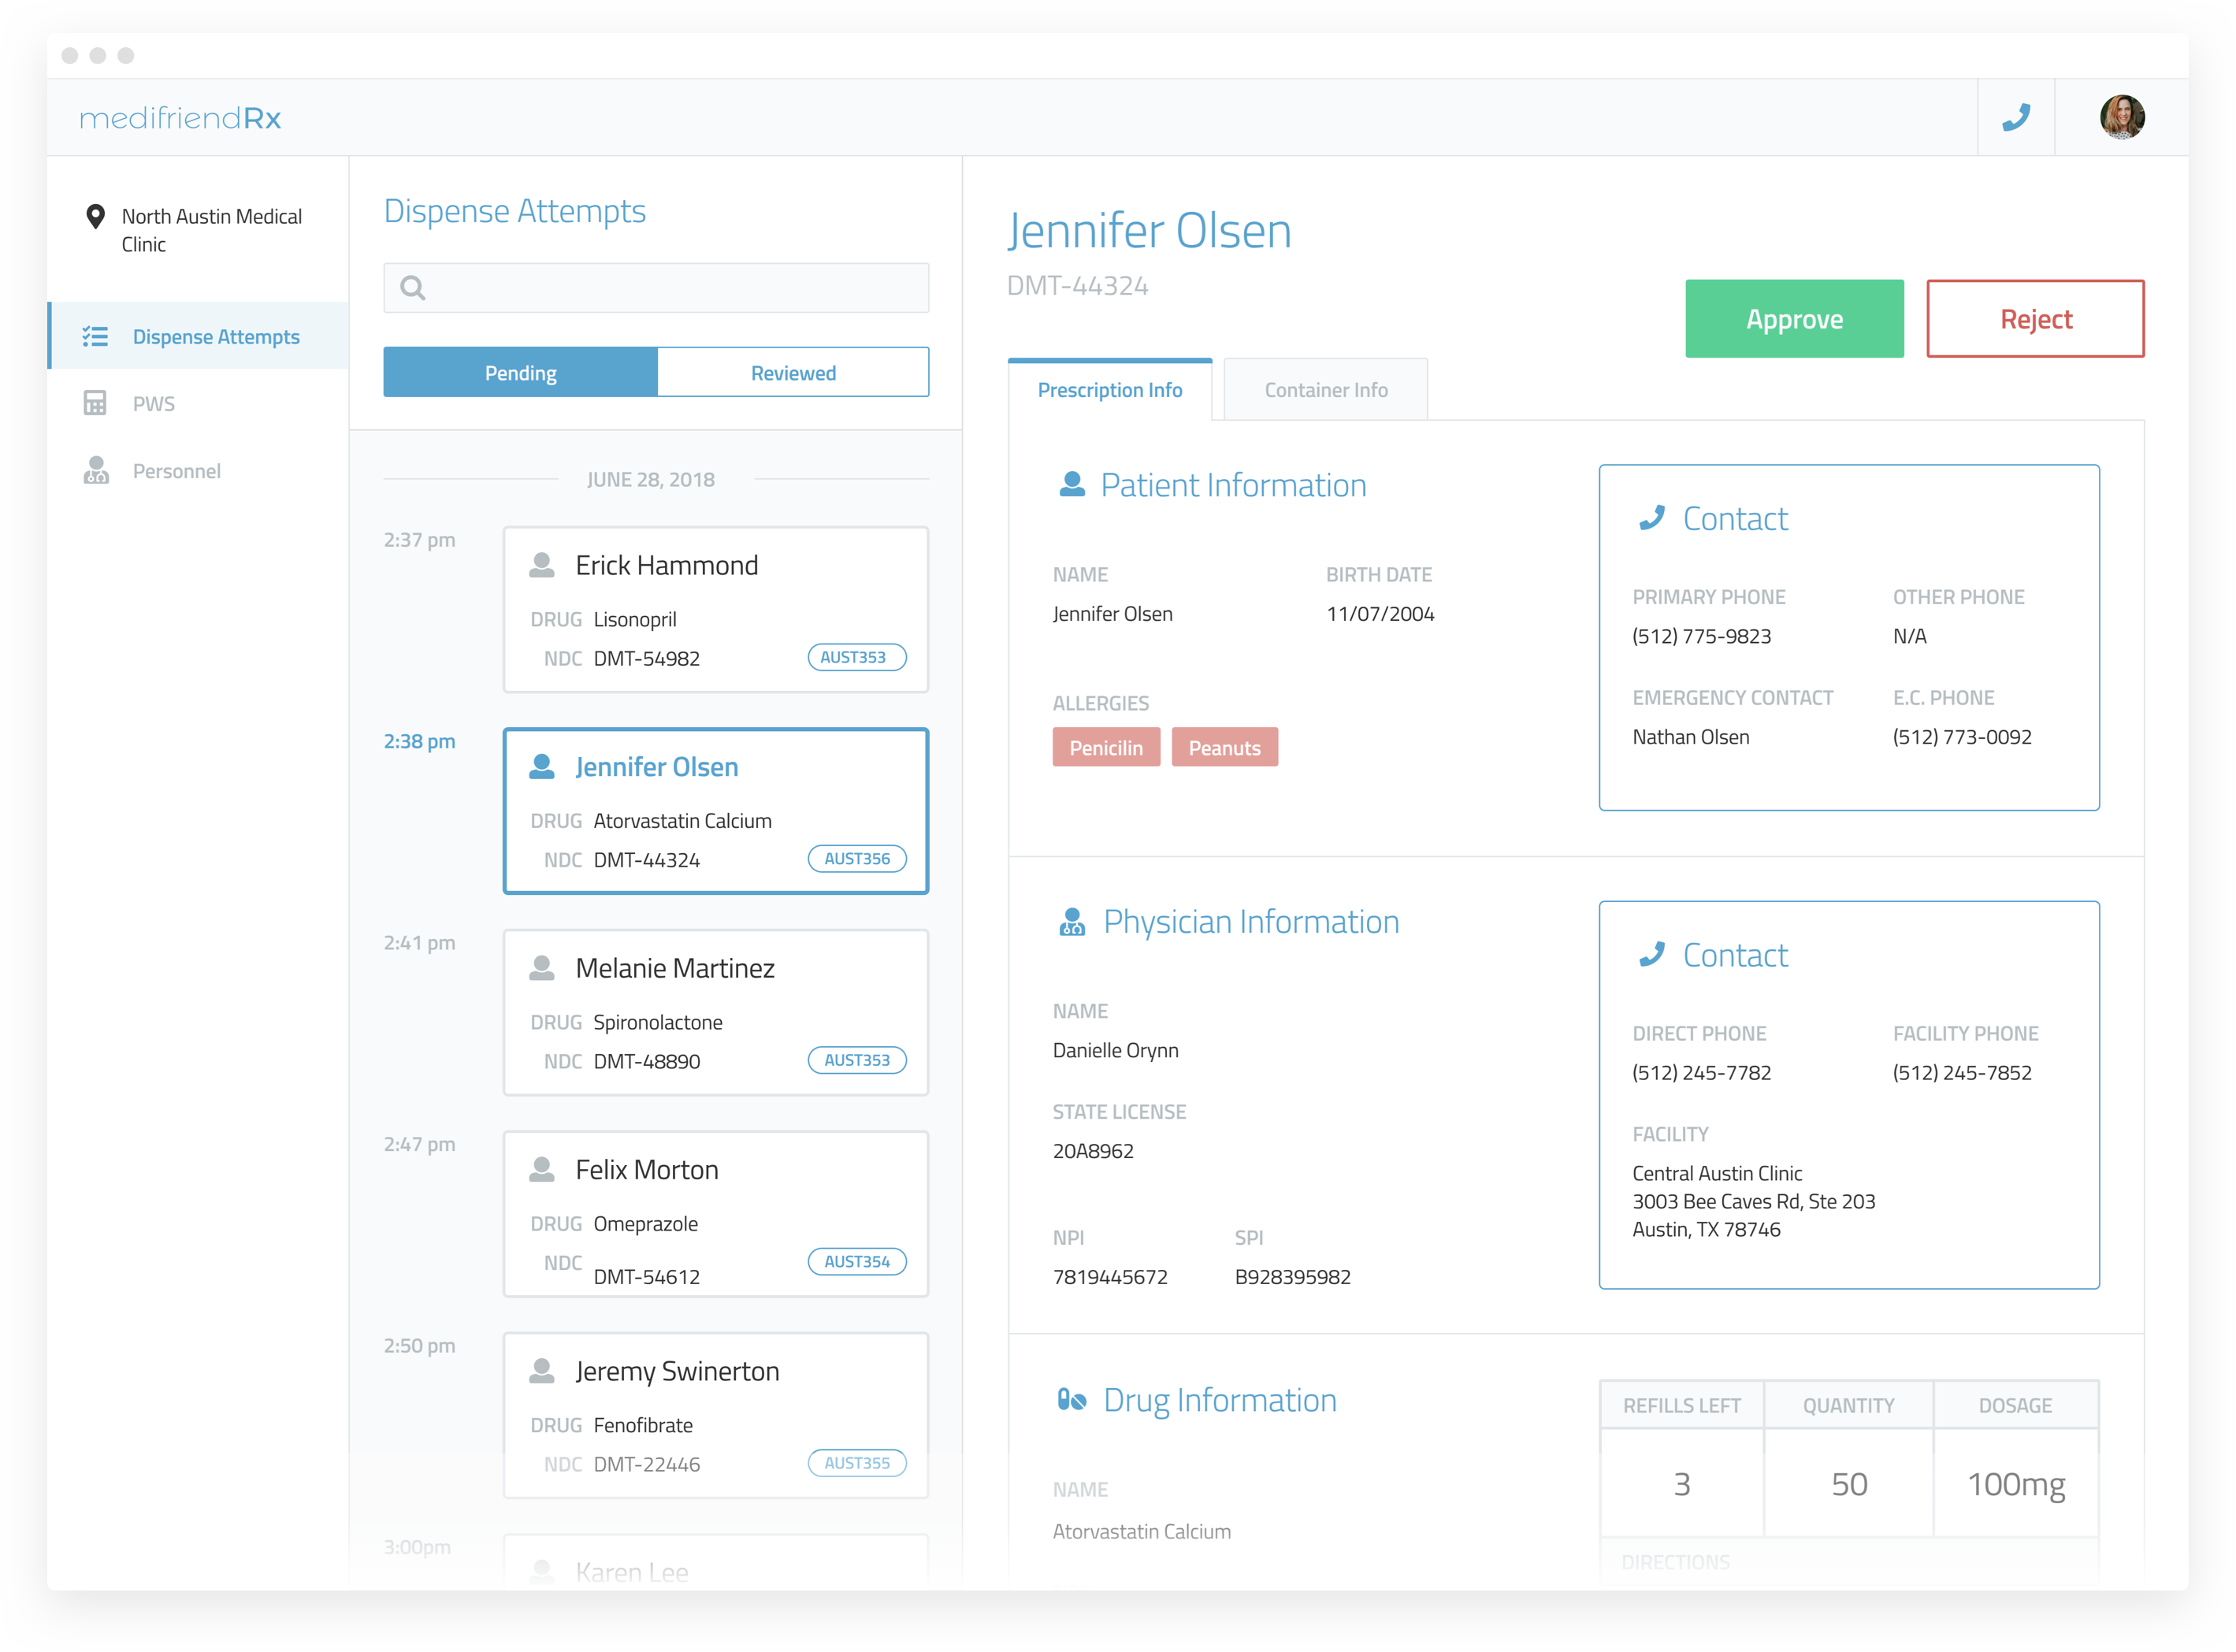 medifriendRx
North Austin Medical
Clinic
Dispense Attempts
PWS
Personnel
Dispense Attempts
Pending
Reviewed
JUNE 28, 2018
2:37 pm
Erick Hammond
DRUG Lisonopril
NDC DMT-54982
AUST353
2:38 pm
Jennifer Olsen
DRUG Atorvastatin Calcium
NDC DMT-44324
AUST356
2:41 pm
Melanie Martinez
DRUG Spironolactone
NDC DMT-48890
AUST353
2:47 pm
Felix Morton
DRUG Omeprazole
NDC DMT-54612
AUST354
2:50 pm
Jeremy Swinerton
DRUG Fenofibrate
NDC DMT-22446
AUST355
3:00pm
Karen Lee
Jennifer Olsen
DMT-44324
Approve
Reject
Prescription Info
Container Info
Patient Information
NAME
Jennifer Olsen
BIRTH DATE
11/07/2004
ALLERGIES
Penicilin
Peanuts
Contact
PRIMARY PHONE
(512) 775-9823
OTHER PHONE
N/A
EMERGENCY CONTACT
Nathan Olsen
E.C. PHONE
(512) 773-0092
Physician Information
NAME
Danielle Orynn
STATE LICENSE
20A8962
NPI
7819445672
SPI
B928395982
Contact
DIRECT PHONE
(512) 245-7782
FACILITY PHONE
(512) 245-7852
FACILITY
Central Austin Clinic
3003 Bee Caves Rd, Ste 203
Austin, TX 78746
Drug Information
NAME
Atorvastatin Calcium
REFILLS LEFT
QUANTITY
DOSAGE
3
50
100mg
DIRECTIONS